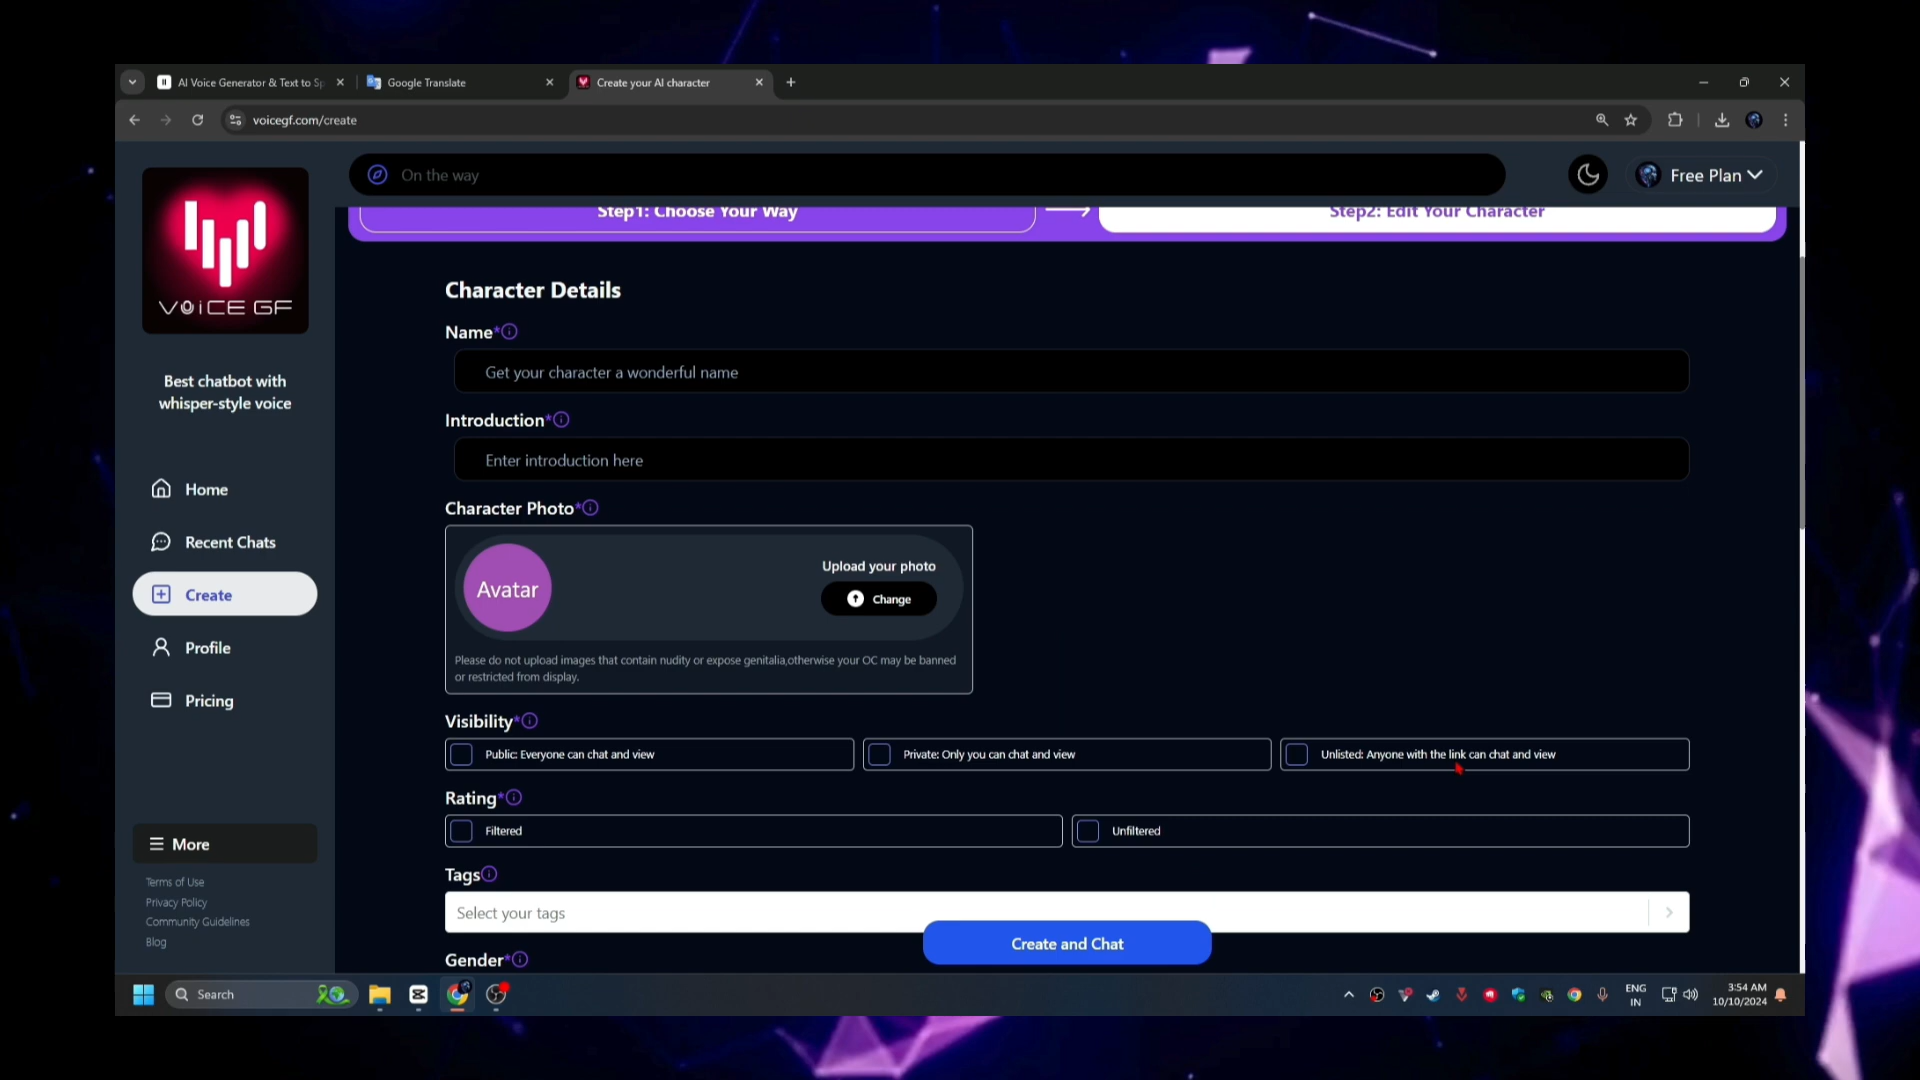 AI Voice Generator & Text to Sp
Google Translate
Create your AI character
voicegf.com/create
VOiCE GF
On the way
Free Plan
Step1: Choose Your Way
Step2: Edit Your Character
Best chatbot with
whisper-style voice
Home
Recent Chats
Create
Profile
Pricing
More
Terms of Use
Privacy Policy
Community Guidelines
Blog
Character Details
Name*
Get your character a wonderful name
Introduction*
Enter introduction here
Character Photo*
Avatar
Upload your photo
Change
Please do not upload images that contain nudity or expose genitalia,otherwise your OC may be banned
or restricted from display.
Visibility*
Public: Everyone can chat and view
Private: Only you can chat and view
Unlisted: Anyone with the link can chat and view
Rating*
Filtered
Unfiltered
Tags
Select your tags
Create and Chat
Gender*
Search
ENG
IN
3:54 AM
10/10/2024